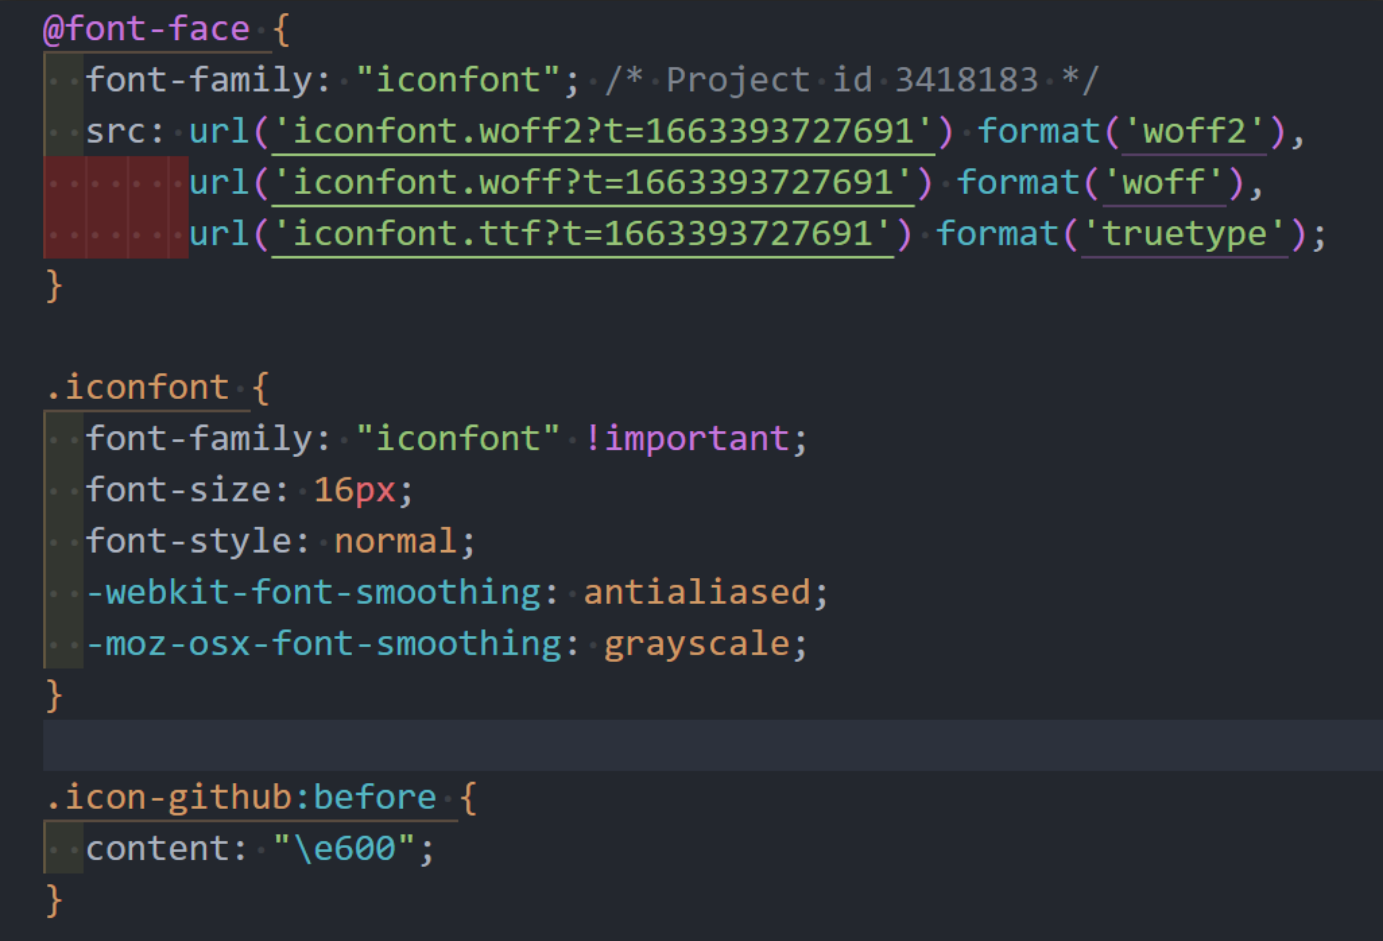 @font-face {
  font-family: "iconfont"; /* Project id 3418183 */
  src: url('iconfont.woff2?t=1663393727691') format('woff2'),
       url('iconfont.woff?t=1663393727691') format('woff'),
       url('iconfont.ttf?t=1663393727691') format('truetype');
}

.iconfont {
  font-family: "iconfont" !important;
  font-size: 16px;
  font-style: normal;
  -webkit-font-smoothing: antialiased;
  -moz-osx-font-smoothing: grayscale;
}

.icon-github:before {
  content: "\e600";
}